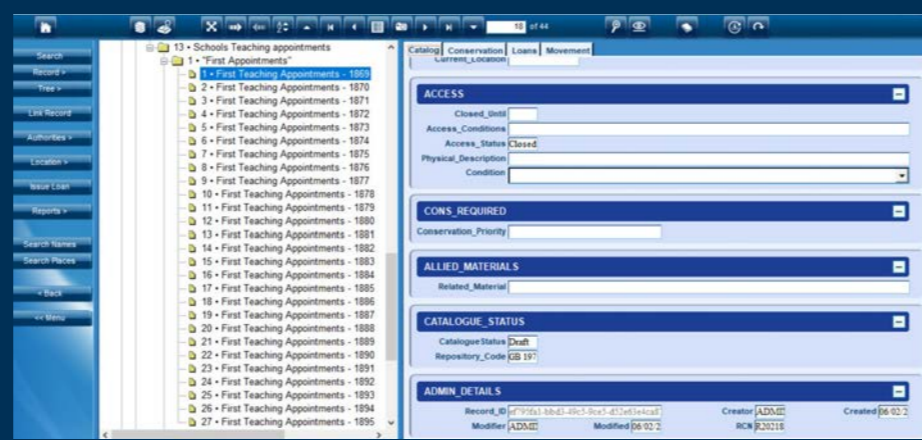 18 of 44
Search
Record >
Tree >
Link Record
Authorities >
Location >
Issue Loan
Reports >
Search Names
Search Places
< Back
<< Menu
13 • Schools Teaching appointments
1 • "First Appointments"
1 • First Teaching Appointments - 1869
2 • First Teaching Appointments - 1870
3 • First Teaching Appointments - 1871
4 • First Teaching Appointments - 1872
5 • First Teaching Appointments - 1873
6 • First Teaching Appointments - 1874
7 • First Teaching Appointments - 1875
8 • First Teaching Appointments - 1876
9 • First Teaching Appointments - 1877
10 • First Teaching Appointments - 1878
11 • First Teaching Appointments - 1879
12 • First Teaching Appointments - 1880
13 • First Teaching Appointments - 1881
14 • First Teaching Appointments - 1882
15 • First Teaching Appointments - 1883
16 • First Teaching Appointments - 1884
17 • First Teaching Appointments - 1885
18 • First Teaching Appointments - 1886
19 • First Teaching Appointments - 1887
20 • First Teaching Appointments - 1888
21 • First Teaching Appointments - 1889
22 • First Teaching Appointments - 1890
23 • First Teaching Appointments - 1891
24 • First Teaching Appointments - 1892
25 • First Teaching Appointments - 1893
26 • First Teaching Appointments - 1894
27 • First Teaching Appointments - 1895
Catalog Conservation Loans Movement
Current_Location
ACCESS
Closed_Until
Access_Conditions
Access_Status Closed
Physical_Description
Condition
CONS_REQUIRED
Conservation_Priority
ALLIED_MATERIALS
Related_Material
CATALOGUE_STATUS
CatalogueStatus Draft
Repository_Code GB 197
ADMIN_DETAILS
Record_ID Creator ADMI Created 06/02/2
Modifier ADMI Modified 06/02/2 RCN R20218